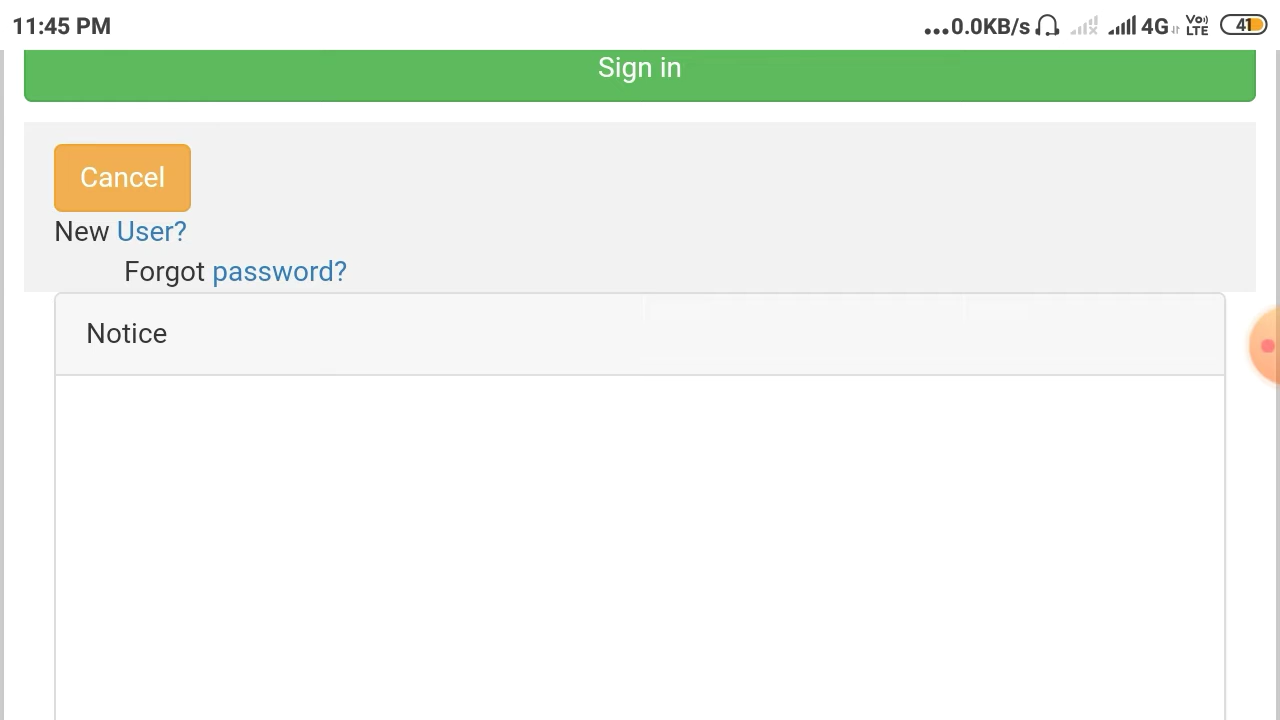 11:45 PM ...0.0KB/s 4G Vo)) LTE 41
Sign in
Cancel
New User?
Forgot password?
Notice